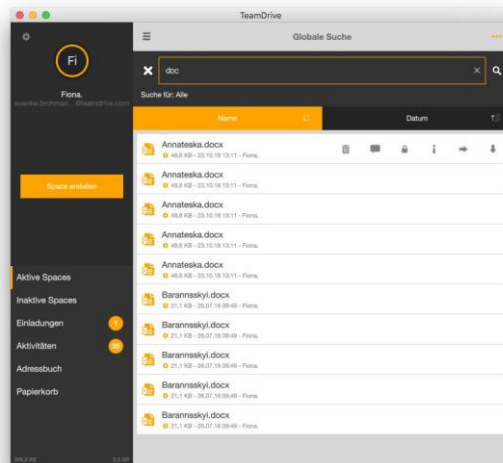 TeamDrive
Globale Suche
Fi
Fiona.
doc
Suche für: Alle
Name
Datum
Space erstellen
Aktive Spaces
Inaktive Spaces
Einladungen 1
Aktivitäten
Adressbuch
Papierkorb
Annateska.docx
46,6 KB - 23.10.18 13:11 - Fiona.
Annateska.docx
46,6 KB - 23.10.18 13:11 - Fiona.
Annateska.docx
46,6 KB - 23.10.18 13:11 - Fiona.
Annateska.docx
46,6 KB - 23.10.18 13:11 - Fiona.
Annateska.docx
46,6 KB - 23.10.18 13:11 - Fiona.
Barannsskyi.docx
21,1 KB - 26.07.18 09:49 - Fiona.
Barannsskyi.docx
21,1 KB - 26.07.18 09:49 - Fiona.
Barannsskyi.docx
21,1 KB - 26.07.18 09:49 - Fiona.
Barannsskyi.docx
21,1 KB - 26.07.18 09:49 - Fiona.
Barannsskyi.docx
21,1 KB - 26.07.18 09:49 - Fiona.